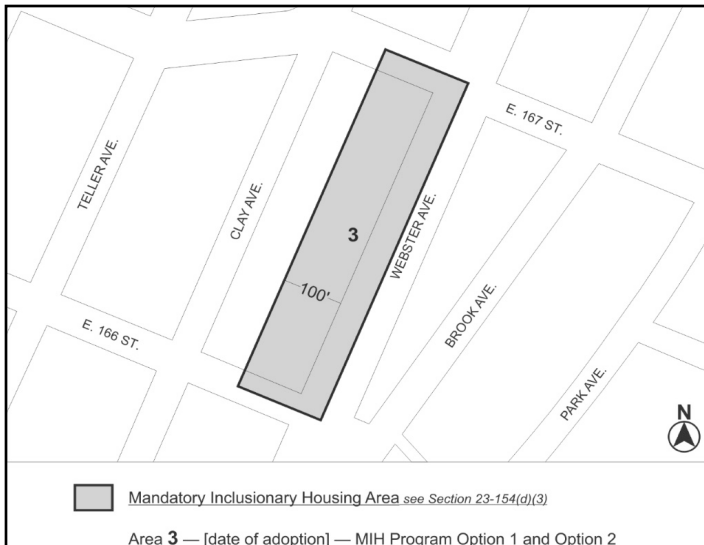 E. 167 ST.
TELLER AVE.
CLAY AVE.
3
WEBSTER AVE.
100'
E. 166 ST.
BROOK AVE.
PARK AVE.
N
Mandatory Inclusionary Housing Area see Section 23-154(d)(3)
Area 3 — [date of adoption] — MIH Program Option 1 and Option 2